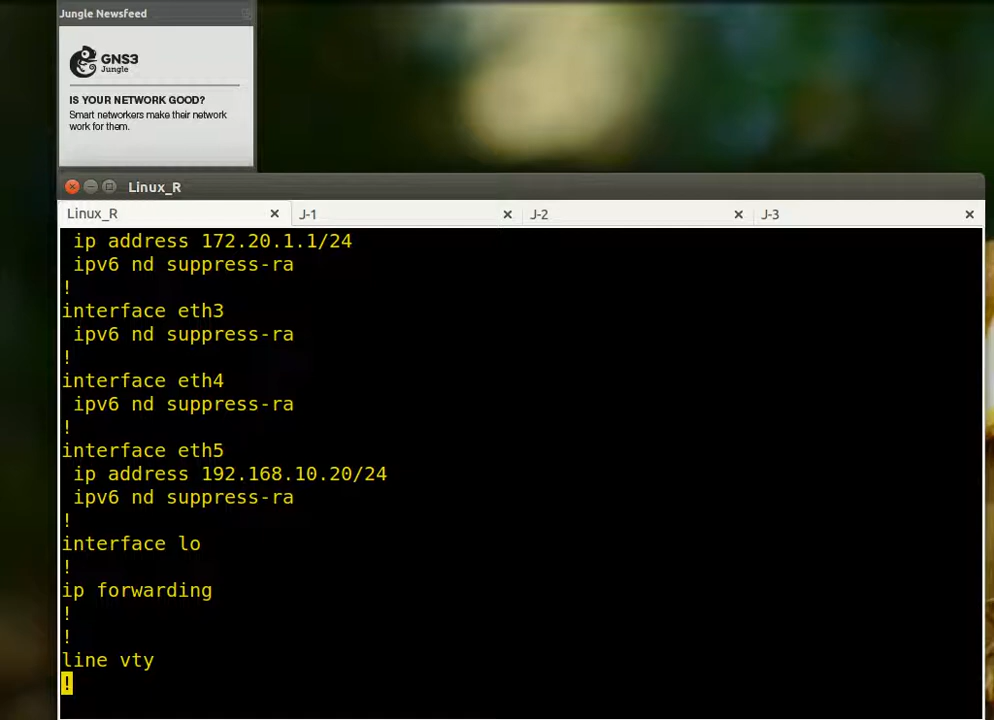 Jungle Newsfeed
GNS3
Jungle
IS YOUR NETWORK GOOD?
Smart networkers make their network
work for them.
Linux_R
Linux_R
J-1
J-2
J-3
ip address 172.20.1.1/24
ipv6 nd suppress-ra
!
interface eth3
ipv6 nd suppress-ra
!
interface eth4
ipv6 nd suppress-ra
!
interface eth5
ip address 192.168.10.20/24
ipv6 nd suppress-ra
!
interface lo
!
ip forwarding
!
!
line vty
!